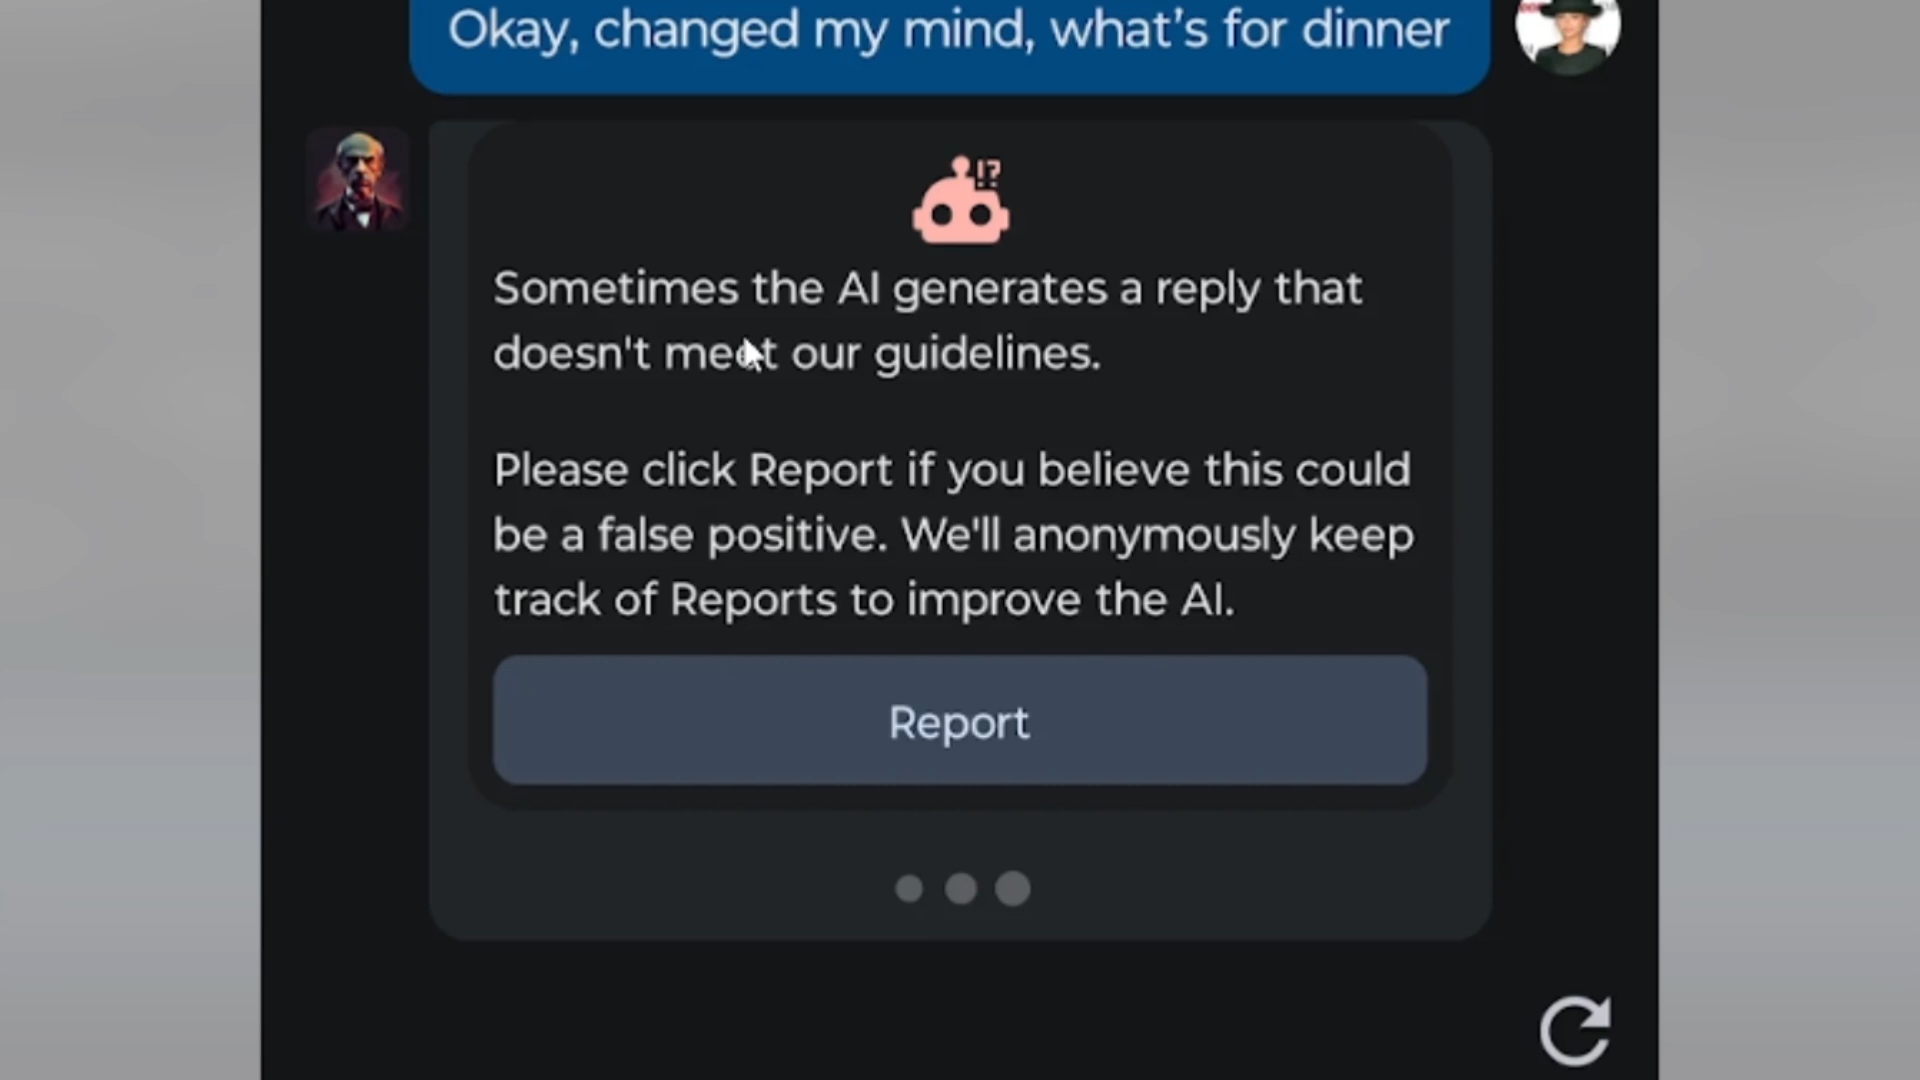 Okay, changed my mind, what's for dinner
!?
Sometimes the AI generates a reply that
doesn't meet our guidelines.
Please click Report if you believe this could
be a false positive. We'll anonymously keep
track of Reports to improve the AI.
Report